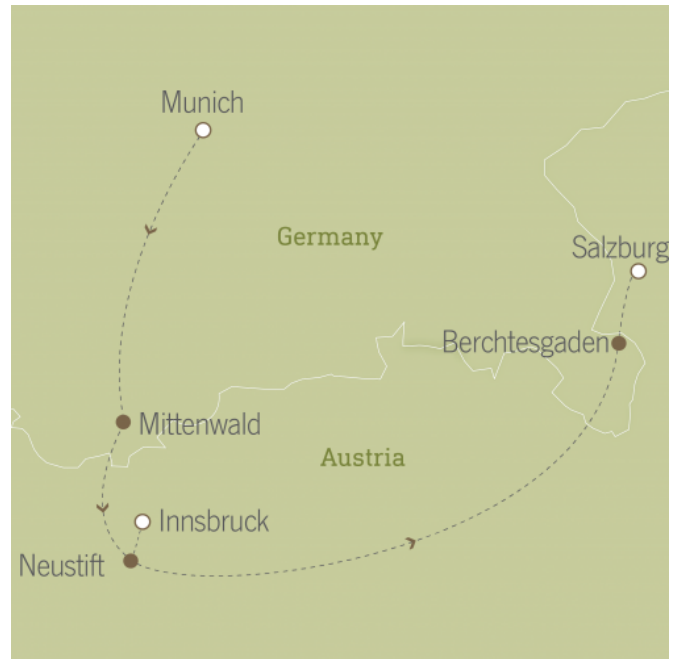 Munich
Germany
Salzburg
Berchtesgaden
Mittenwald
Austria
Innsbruck
Neustift